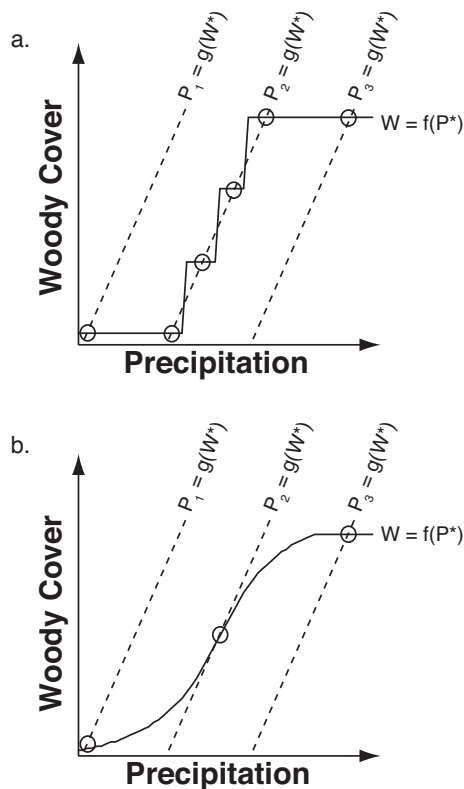 a.
P₁ = g(W*)
P₂ = g(W*)
P₃ = g(W*)
W = f(P*)
Woody Cover
Precipitation
b.
P₁ = g(W*)
P₂ = g(W*)
P₃ = g(W*)
W = f(P*)
Woody Cover
Precipitation